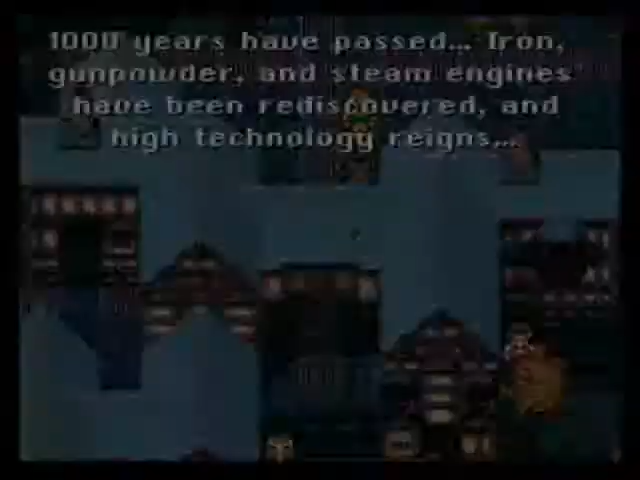 1000 years have passed... Iron,
gunpowder, and steam engines
have been rediscovered, and
high technology reigns...